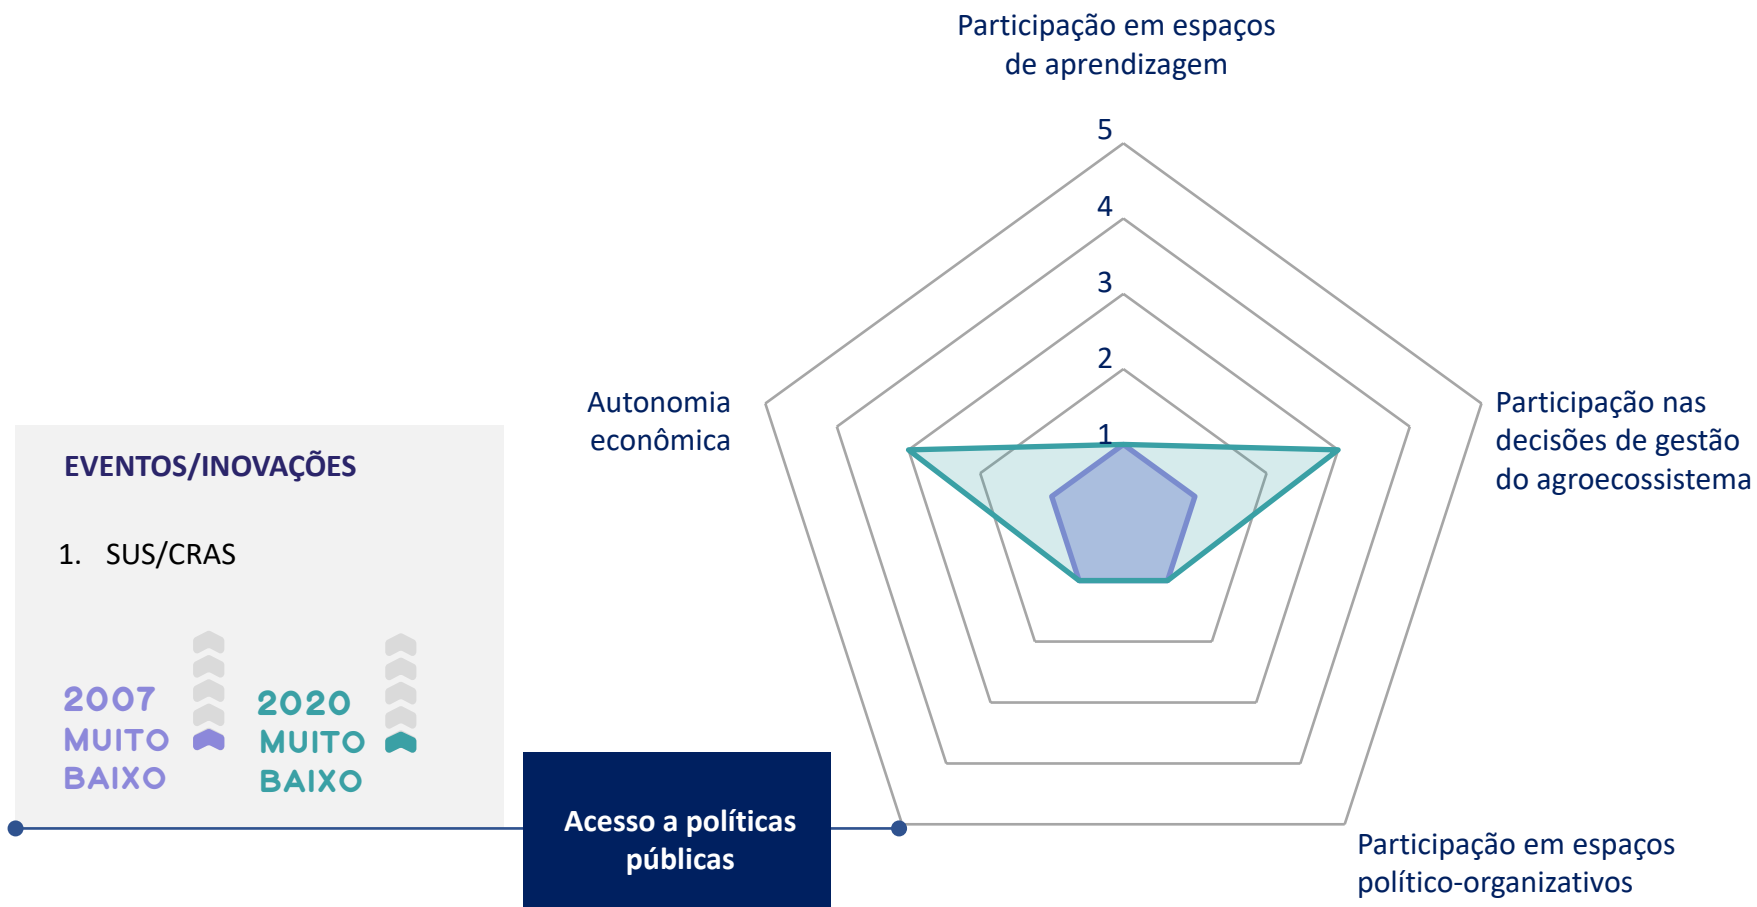 Participação em espaços
de aprendizagem
5
4
3
2
1
Autonomia
econômica
Participação nas
decisões de gestão
do agroecossistema
EVENTOS/INOVAÇÕES
1. SUS/CRAS
2007
MUITO
BAIXO
2020
MUITO
BAIXO
Acesso a políticas
públicas
Participação em espaços
político-organizativos